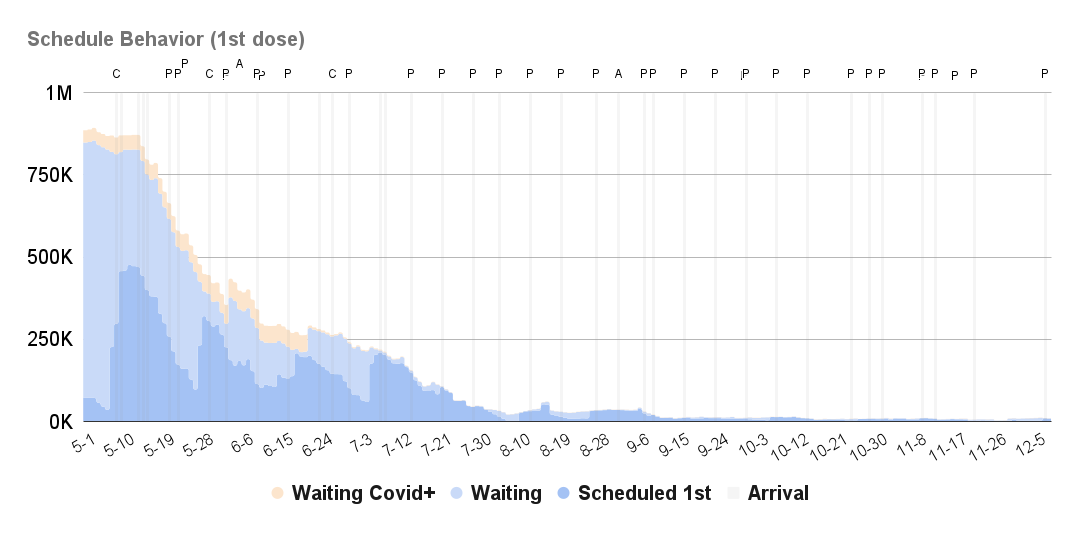 Schedule Behavior (1st dose)
C P P P C P A P P P C P P P P P P P P A P P P P P P P P P P P P P P P
1M
750K
500K
250K
0K
5-1 5-10 5-19 5-28 6-6 6-15 6-24 7-3 7-12 7-21 7-30 8-10 8-19 8-28 9-6 9-15 9-24 10-3 10-12 10-21 10-30 11-8 11-17 11-26 12-5
Waiting Covid+ Waiting Scheduled 1st Arrival